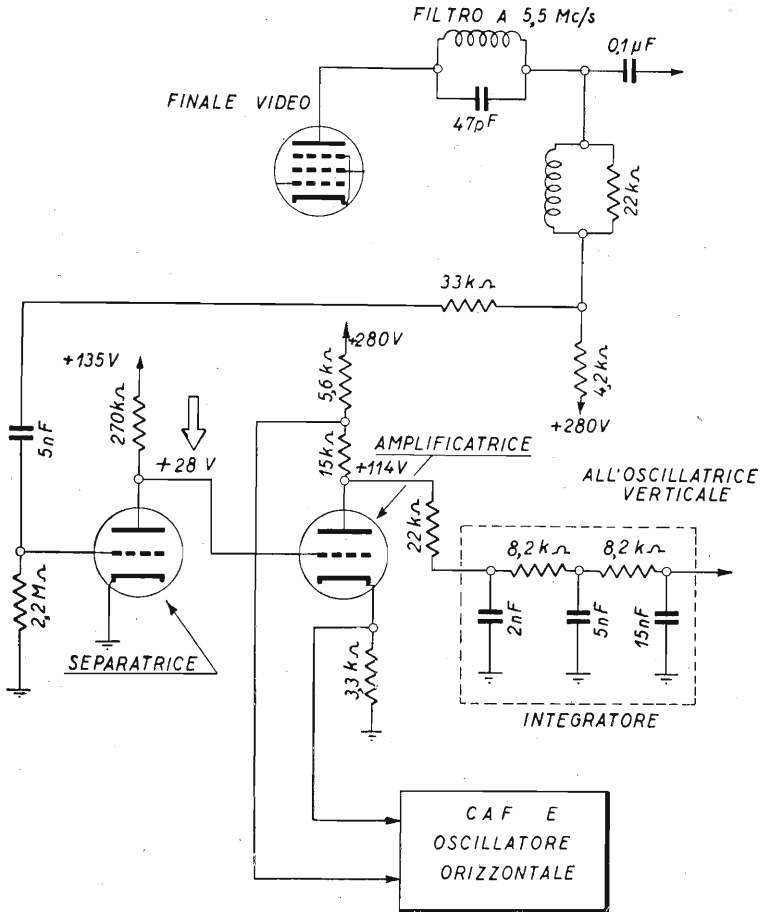 FILTRO A 5,5 Mc/s
0,1µF
FINALE VIDEO
47pF
22kΩ
33kΩ
+280V
+135V
4,2kΩ
5,6kΩ
270kΩ
+280V
AMPLIFICATRICE
5nF
15kΩ
+28 V
+114V
ALL'OSCILLATRICE
VERTICALE
22kΩ
8,2kΩ
8,2kΩ
2,2MΩ
2nF
5nF
15nF
SEPARATRICE
3,3kΩ
INTEGRATORE
CAF E
OSCILLATORE
ORIZZONTALE